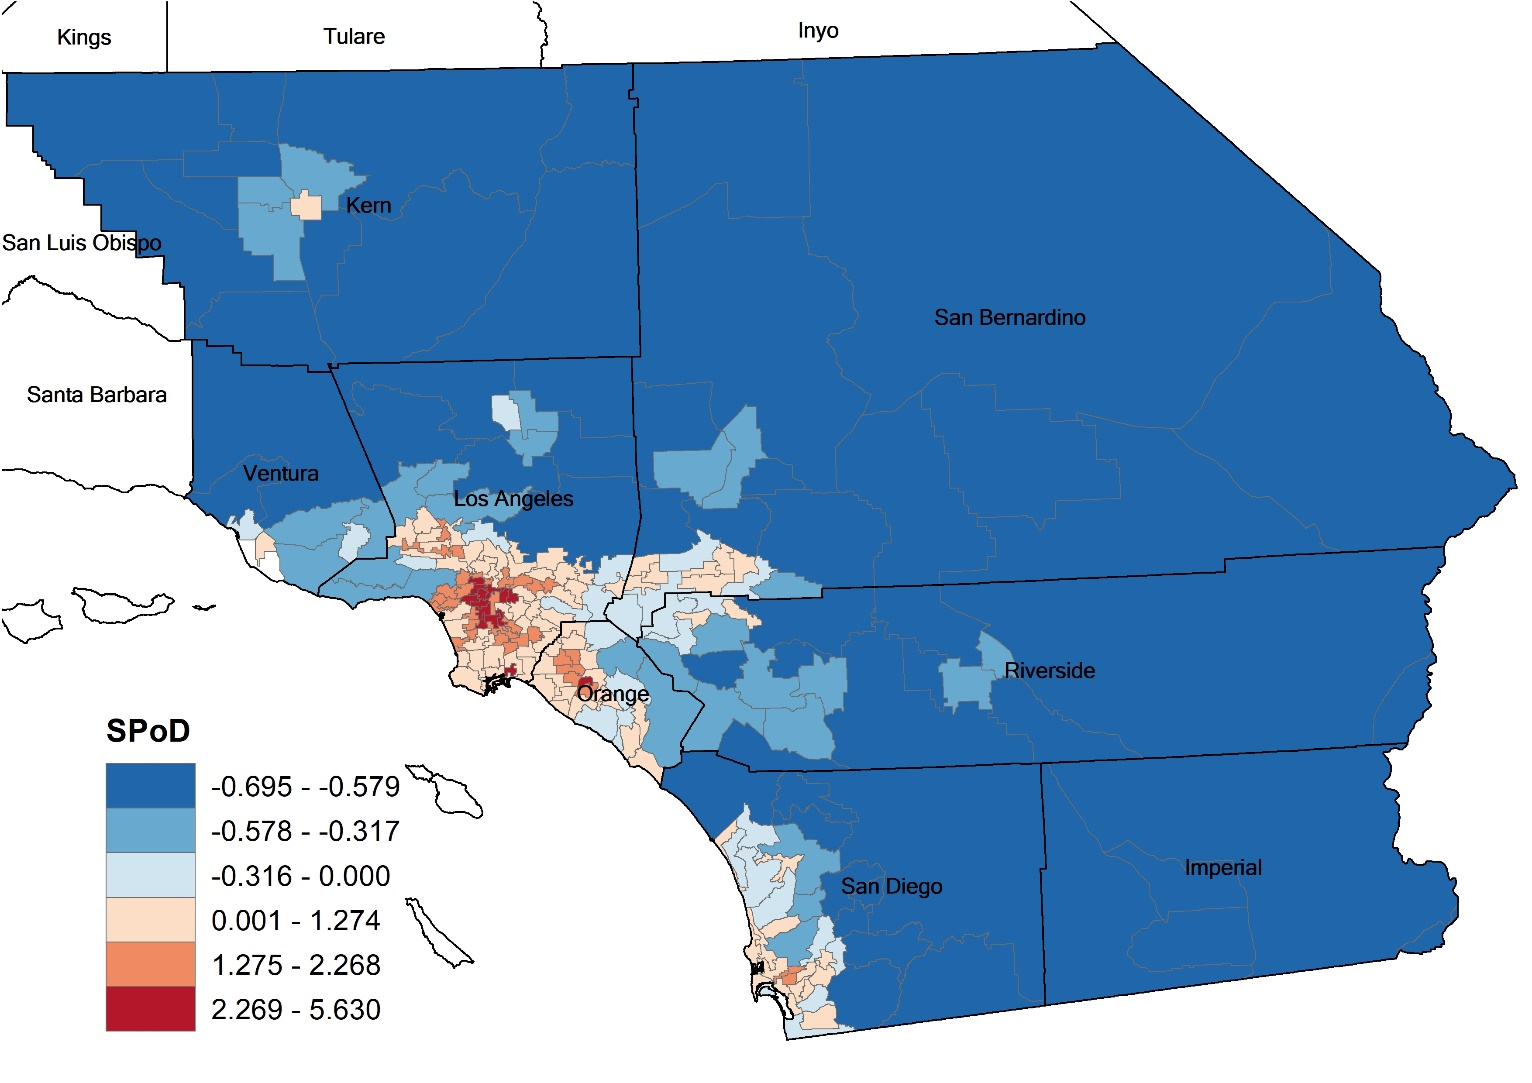 Kings
Tulare
Inyo
Kern
San Luis Obispo
San Bernardino
Santa Barbara
Ventura
Los Angeles
Riverside
Orange
SPoD
-0.695 - -0.579
-0.578 - -0.317
-0.316 - 0.000
0.001 - 1.274
1.275 - 2.268
2.269 - 5.630
San Diego
Imperial